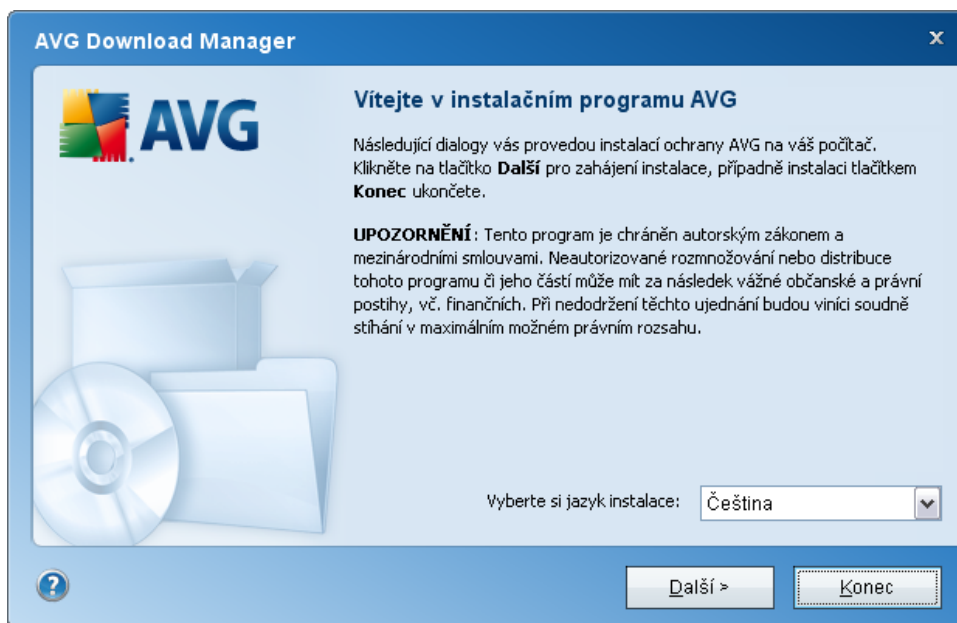 AVG Download Manager
x
AVG
Vítejte v instalačním programu AVG
Následující dialogy vás provedou instalací ochrany AVG na váš počítač.
Klikněte na tlačítko Další pro zahájení instalace, případně instalaci tlačítkem
Konec ukončete.
UPOZORNĚNÍ: Tento program je chráněn autorským zákonem a
mezinárodními smlouvami. Neautorizované rozmnožování nebo distribuce
tohoto programu či jeho částí může mít za následek vážné občanské a právní
postihy, vč. finančních. Při nedodržení těchto ujednání budou viníci soudně
stíháni v maximálním možném právním rozsahu.
Vyberte si jazyk instalace:
Čeština
?
Další >
Konec